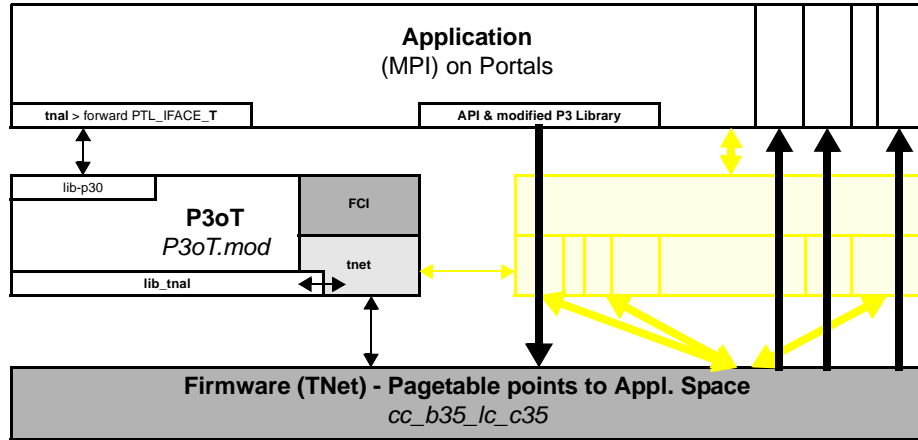 Application
(MPI) on Portals
tnal > forward PTL_IFACE_T
API & modified P3 Library
lib-p30
P3oT
P3oT.mod
FCI
tnet
lib_tnal
Firmware (TNet) - Pagetable points to Appl. Space
cc_b35_lc_c35